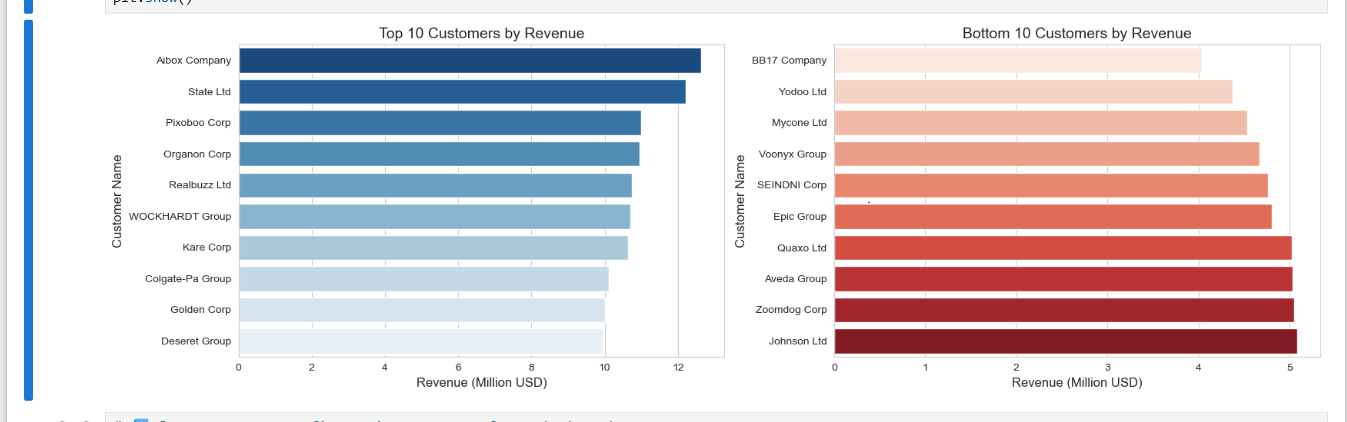 plt.show()
Top 10 Customers by Revenue
Customer Name
Aibox Company
State Ltd
Pixoboo Corp
Organon Corp
Realbuzz Ltd
WOCKHARDT Group
Kare Corp
Colgate-Pa Group
Golden Corp
Deseret Group
0 2 4 6 8 10 12
Revenue (Million USD)
Bottom 10 Customers by Revenue
Customer Name
BB17 Company
Yodoo Ltd
Mycone Ltd
Voonyx Group
SEINDNI Corp
Epic Group
Quaxo Ltd
Aveda Group
Zoomdog Corp
Johnson Ltd
0 1 2 3 4 5
Revenue (Million USD)